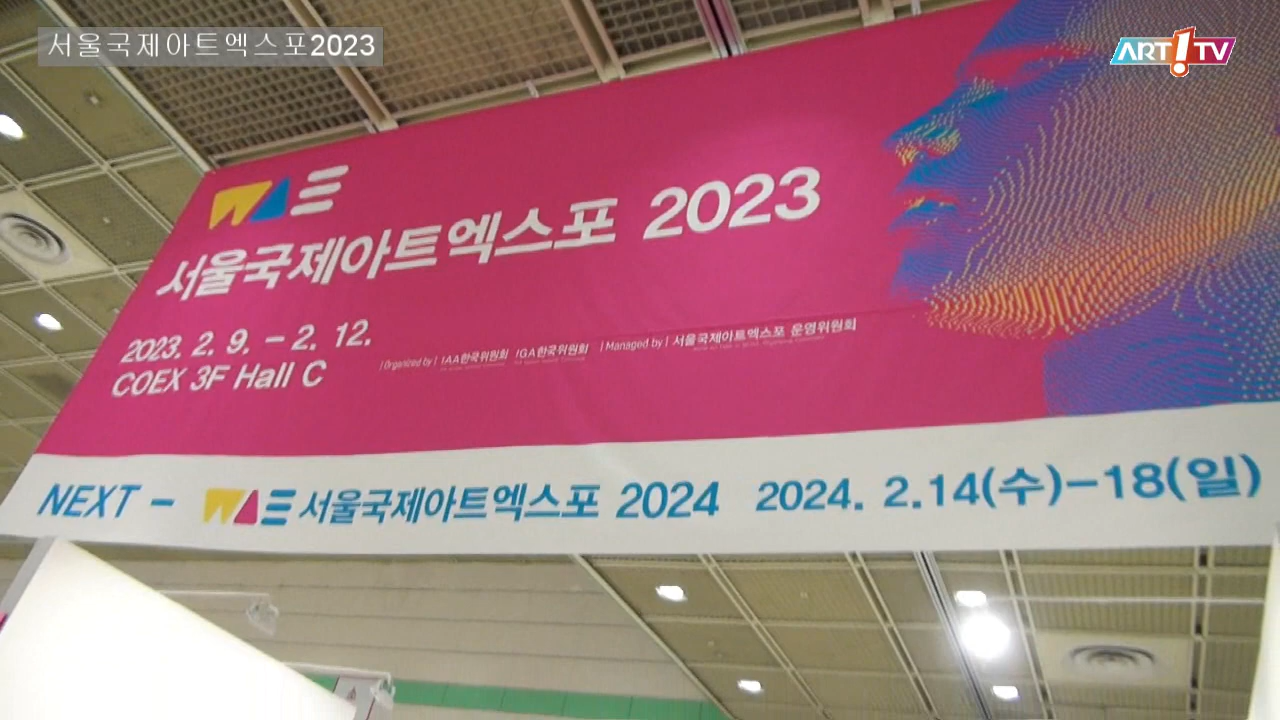 서울국제아트엑스포2023
ART!TV
WAE
서울국제아트엑스포 2023
2023. 2. 9. - 2. 12.
COEX 3F Hall C
| Organized by | IAA한국위원회 IGA한국위원회 | Managed by | 서울국제아트엑스포 운영위원회
NEXT - WAE 서울국제아트엑스포 2024 2024. 2.14(수)-18(일)